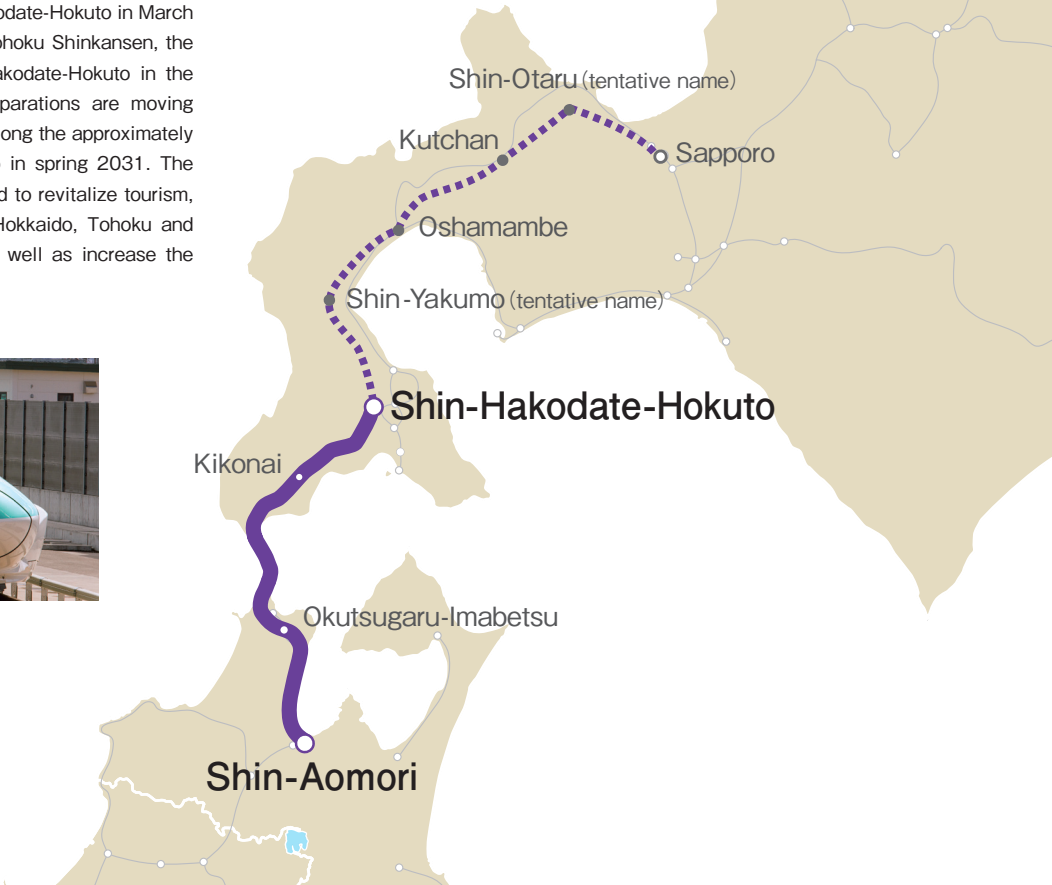 odate-Hokuto in March
ohoku Shinkansen, the
akodate-Hokuto in the
parations are moving
ong the approximately
in spring 2031. The
d to revitalize tourism,
Hokkaido, Tohoku and
well as increase the
Shin-Otaru (tentative name)
Kutchan
Sapporo
Oshamambe
Shin-Yakumo (tentative name)
Shin-Hakodate-Hokuto
Kikonai
Okutsugaru-Imabetsu
Shin-Aomori